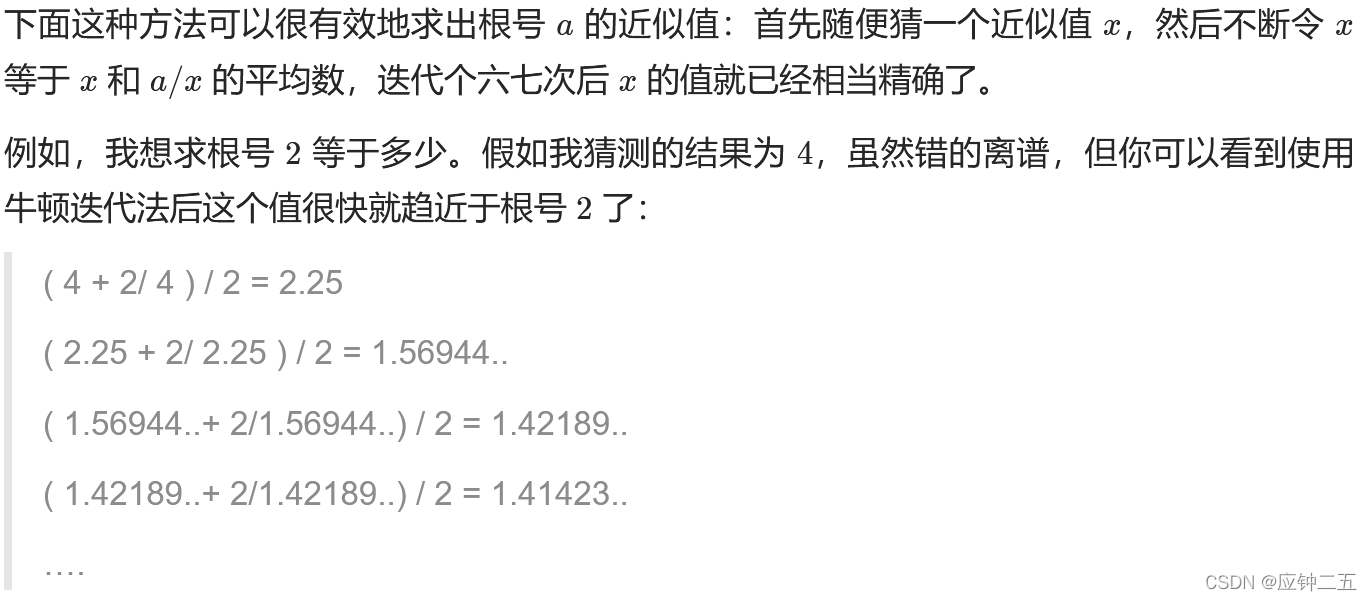 下面这种方法可以很有效地求出根号 a 的近似值：首先随便猜一个近似值 x，然后不断令 x
等于 x 和 a/x 的平均数，迭代个六七次后 x 的值就已经相当精确了。
例如，我想求根号 2 等于多少。假如我猜测的结果为 4，虽然错的离谱，但你可以看到使用
牛顿迭代法后这个值很快就趋近于根号 2 了：
( 4 + 2/ 4 ) / 2 = 2.25
( 2.25 + 2/ 2.25 ) / 2 = 1.56944..
( 1.56944..+ 2/1.56944..) / 2 = 1.42189..
( 1.42189..+ 2/1.42189..) / 2 = 1.41423..
....
CSDN @应钟二五